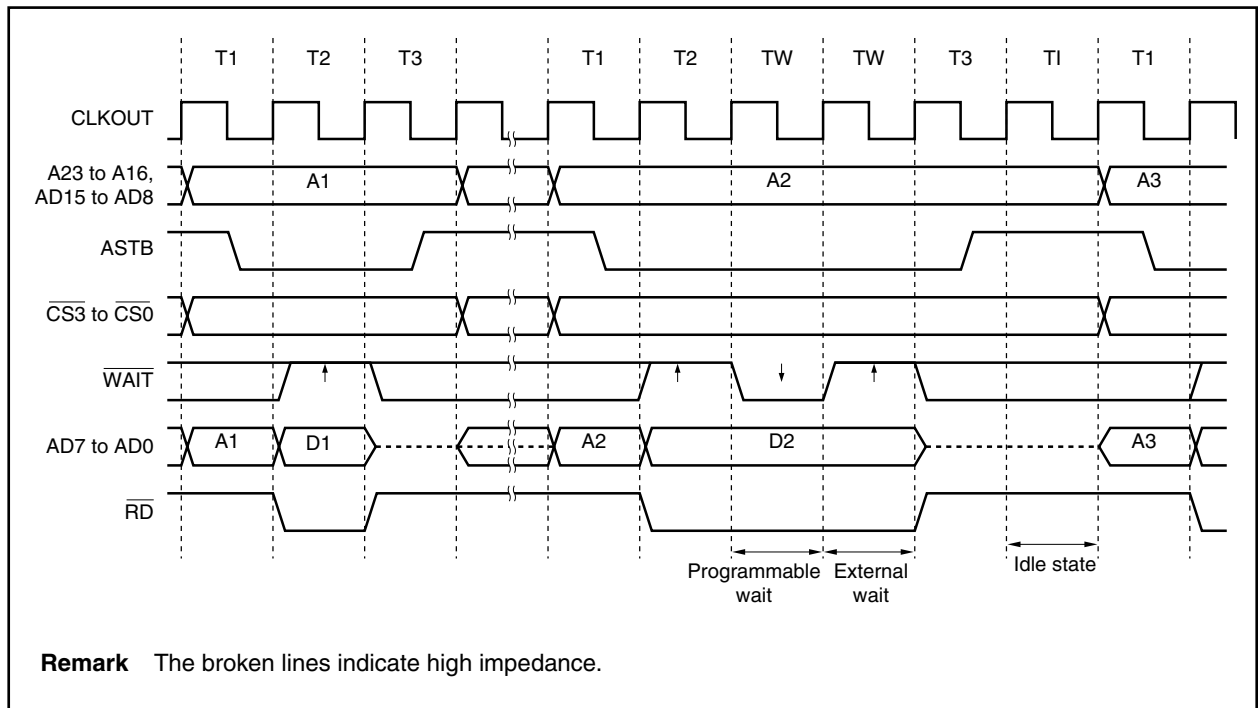 T1 T2 T3 T1 T2 TW TW T3 TI T1
CLKOUT
A23 to A16,
AD15 to AD8
A1 A2 A3
ASTB
CS3 to CS0
WAIT
AD7 to AD0
A1 D1 A2 D2 A3
RD
Programmable
wait
External
wait
Idle state
Remark The broken lines indicate high impedance.